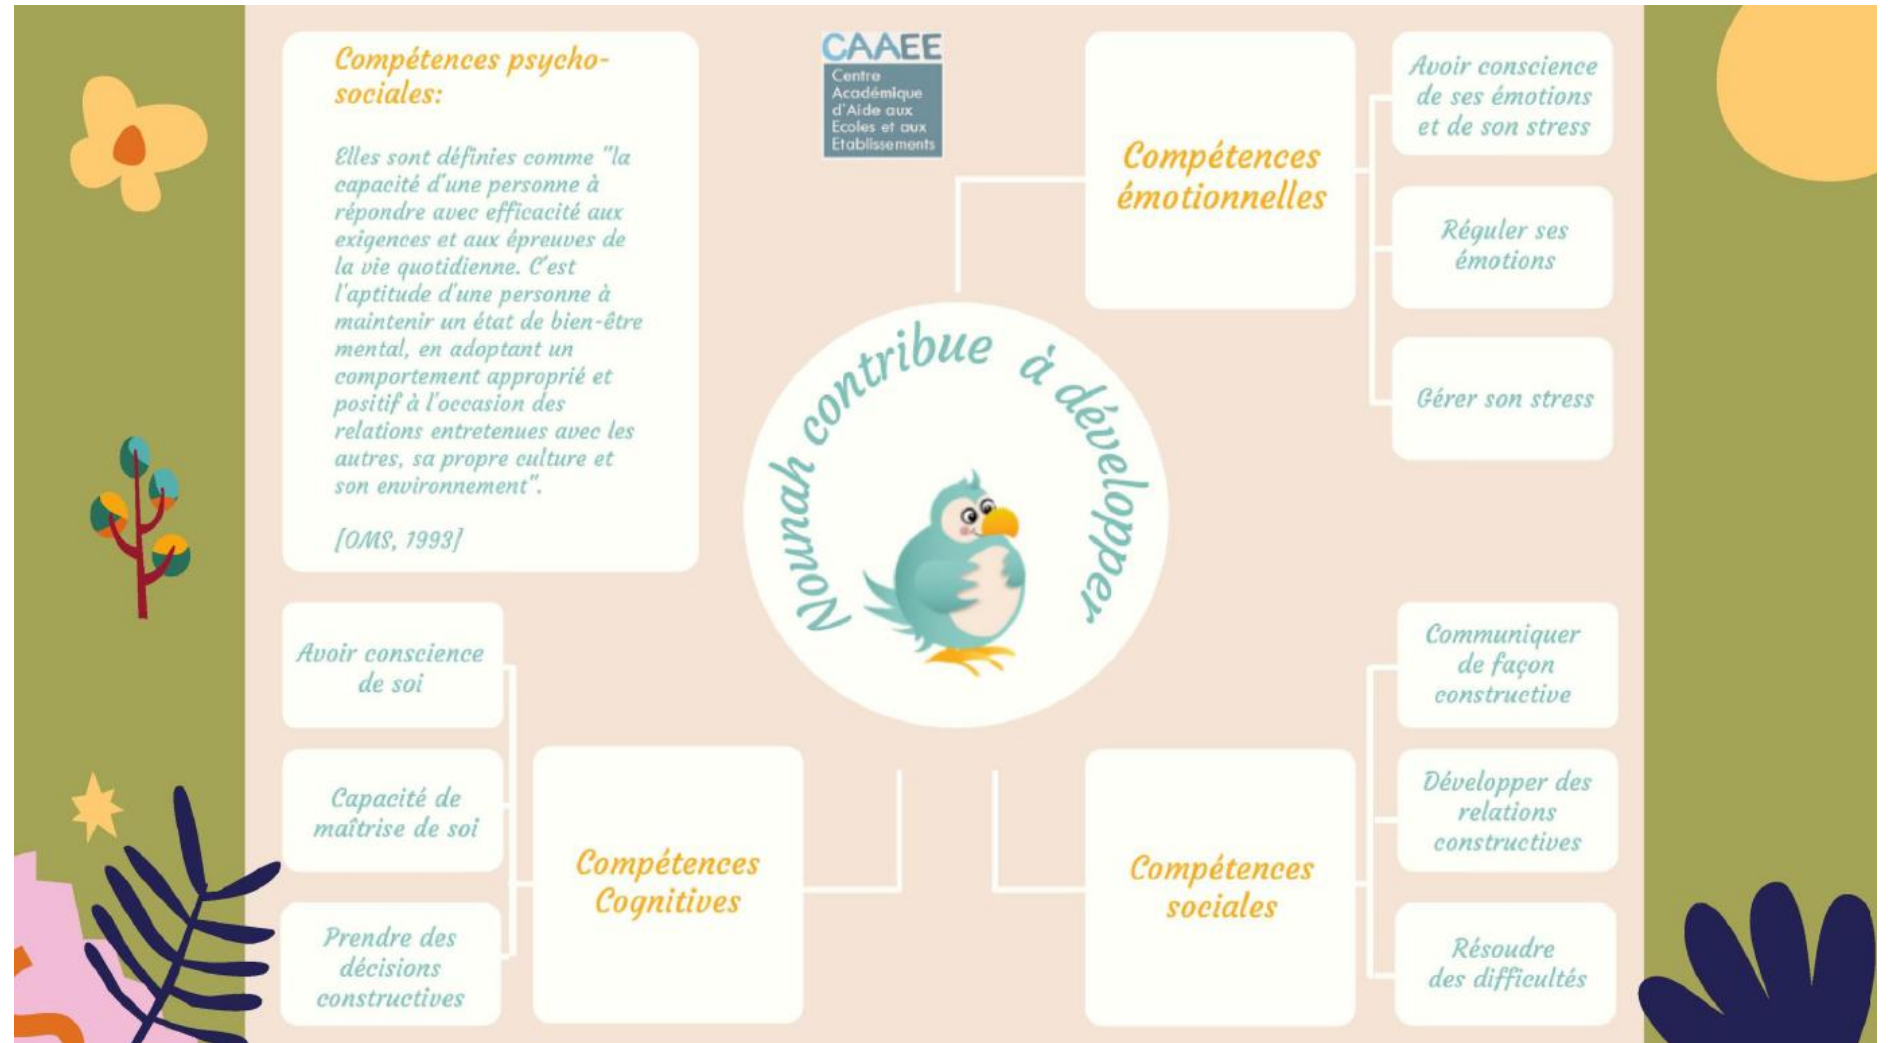 Compétences psycho-
sociales:
Elles sont définies comme "la
capacité d'une personne à
répondre avec efficacité aux
exigences et aux épreuves de
la vie quotidienne. C'est
l'aptitude d'une personne à
maintenir un état de bien-être
mental, en adoptant un
comportement approprié et
positif à l'occasion des
relations entretenues avec les
autres, sa propre culture et
son environnement".
[OMS, 1993]
CAAEE
Centre
Académique
d'Aide aux
Ecoles et aux
Etablissements
Nounah contribue à développer
Compétences
émotionnelles
Avoir conscience
de ses émotions
et de son stress
Réguler ses
émotions
Gérer son stress
Avoir conscience
de soi
Capacité de
maîtrise de soi
Prendre des
décisions
constructives
Compétences
Cognitives
Compétences
sociales
Communiquer
de façon
constructive
Développer des
relations
constructives
Résoudre
des difficultés